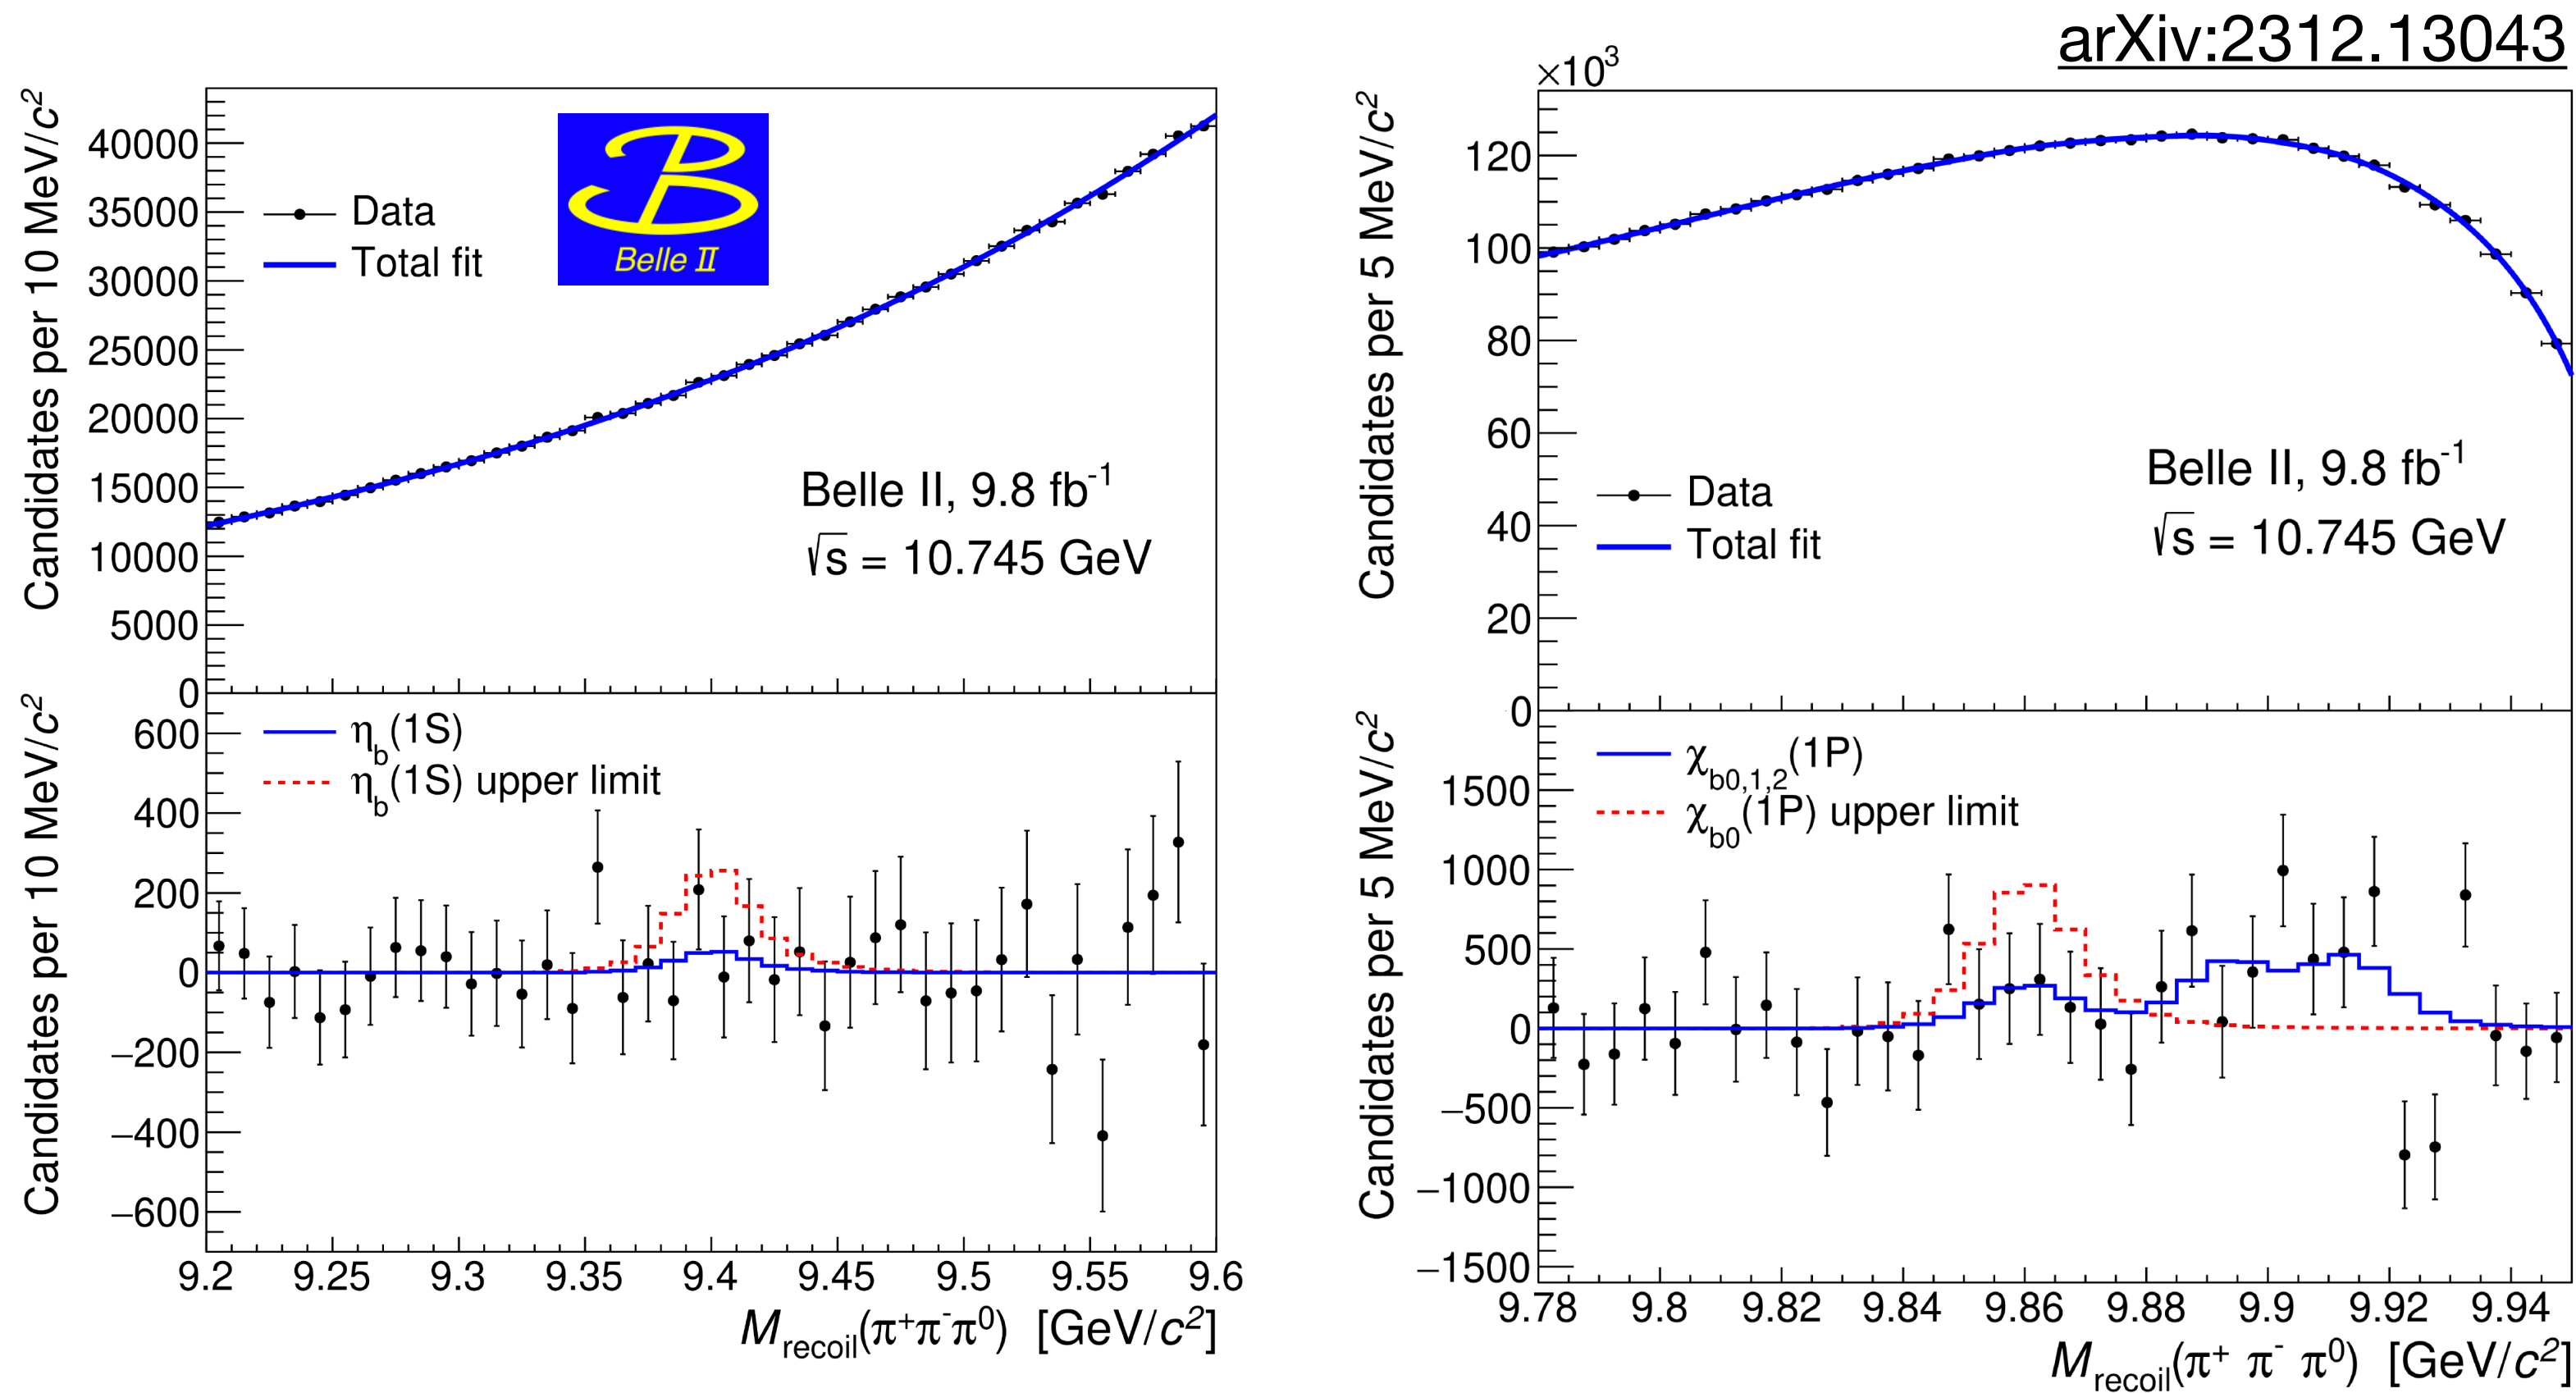 arXiv:2312.13043
Candidates per 10 MeV/c²
40000
35000
30000
25000
20000
15000
10000
5000
0
Data
Total fit
Belle II
Belle II, 9.8 fb⁻¹
√s = 10.745 GeV
Candidates per 10 MeV/c²
600
400
200
0
−200
−400
−600
η_b(1S)
η_b(1S) upper limit
9.2 9.25 9.3 9.35 9.4 9.45 9.5 9.55 9.6
M_recoil(π⁺π⁻π⁰) [GeV/c²]
×10³
Candidates per 5 MeV/c²
120
100
80
60
40
20
0
Data
Total fit
Belle II, 9.8 fb⁻¹
√s = 10.745 GeV
Candidates per 5 MeV/c²
1500
1000
500
0
−500
−1000
−1500
χ_b0,1,2(1P)
χ_b0(1P) upper limit
9.78 9.8 9.82 9.84 9.86 9.88 9.9 9.92 9.94
M_recoil(π⁺ π⁻ π⁰) [GeV/c²]